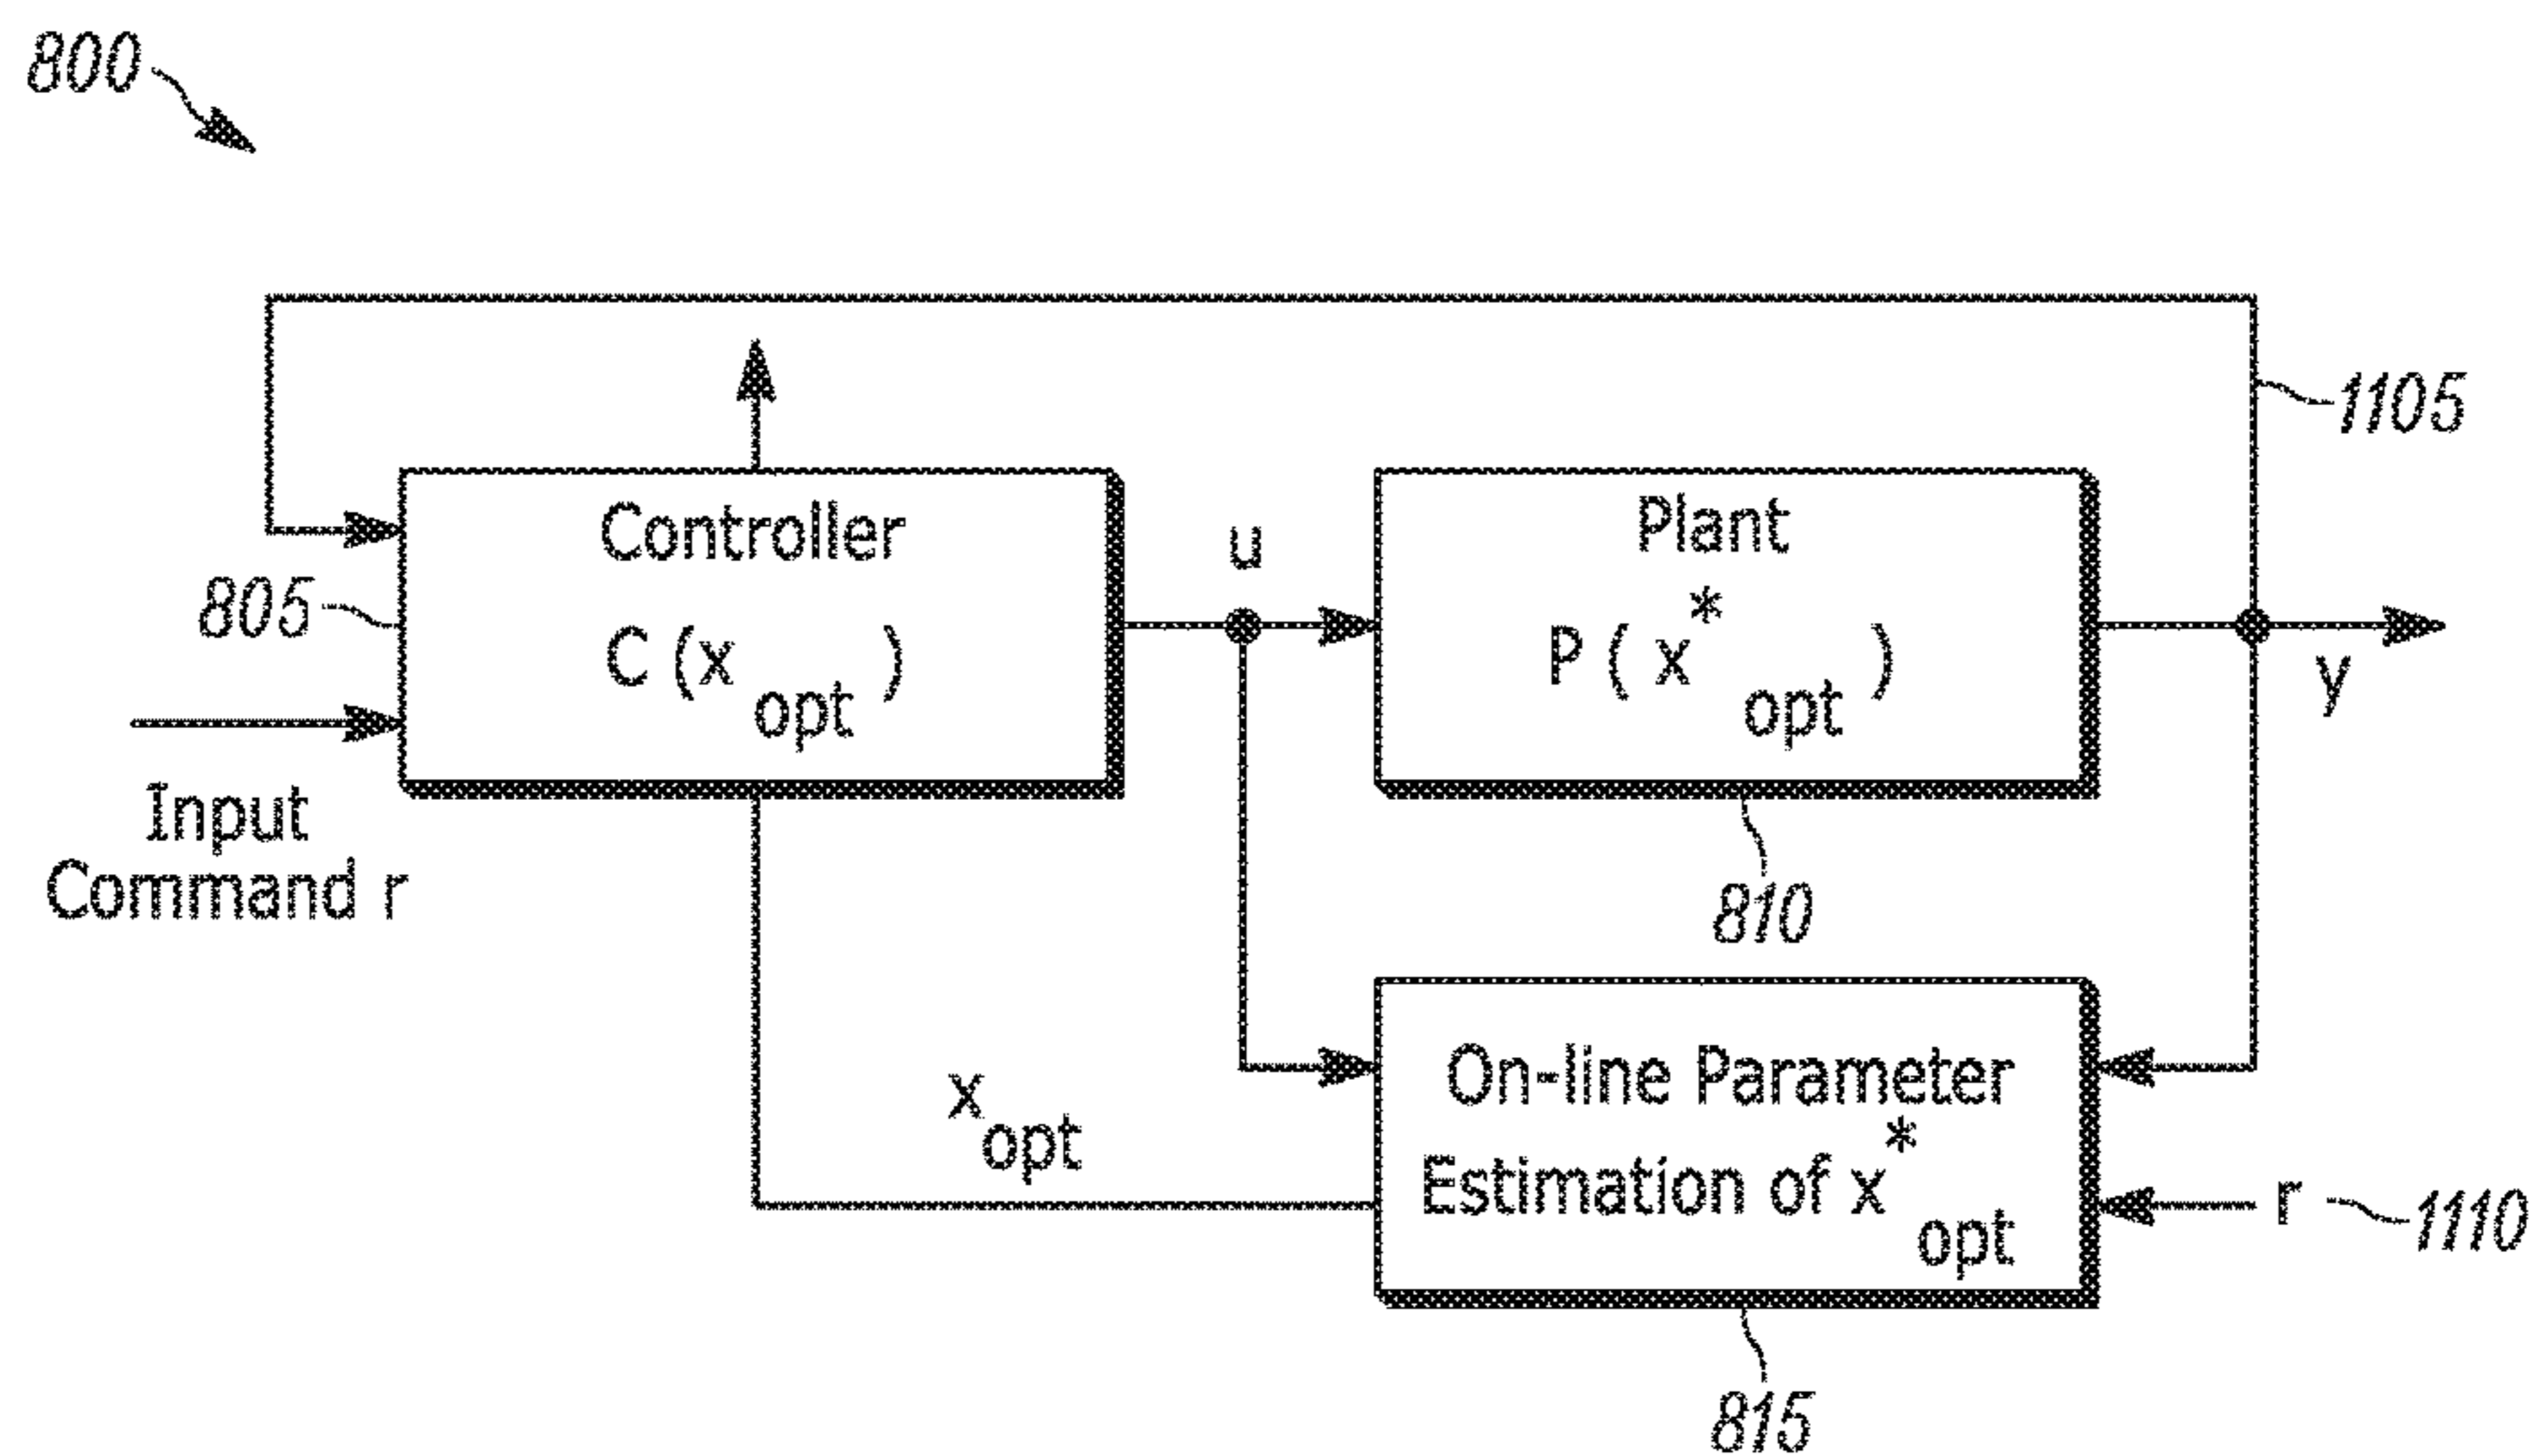 800
1105
Controller
Plant
u
805
C ( x opt )
P ( x* opt )
y
Input
Command r
810
On-line Parameter
Estimation of x* opt
x opt
r
1110
815